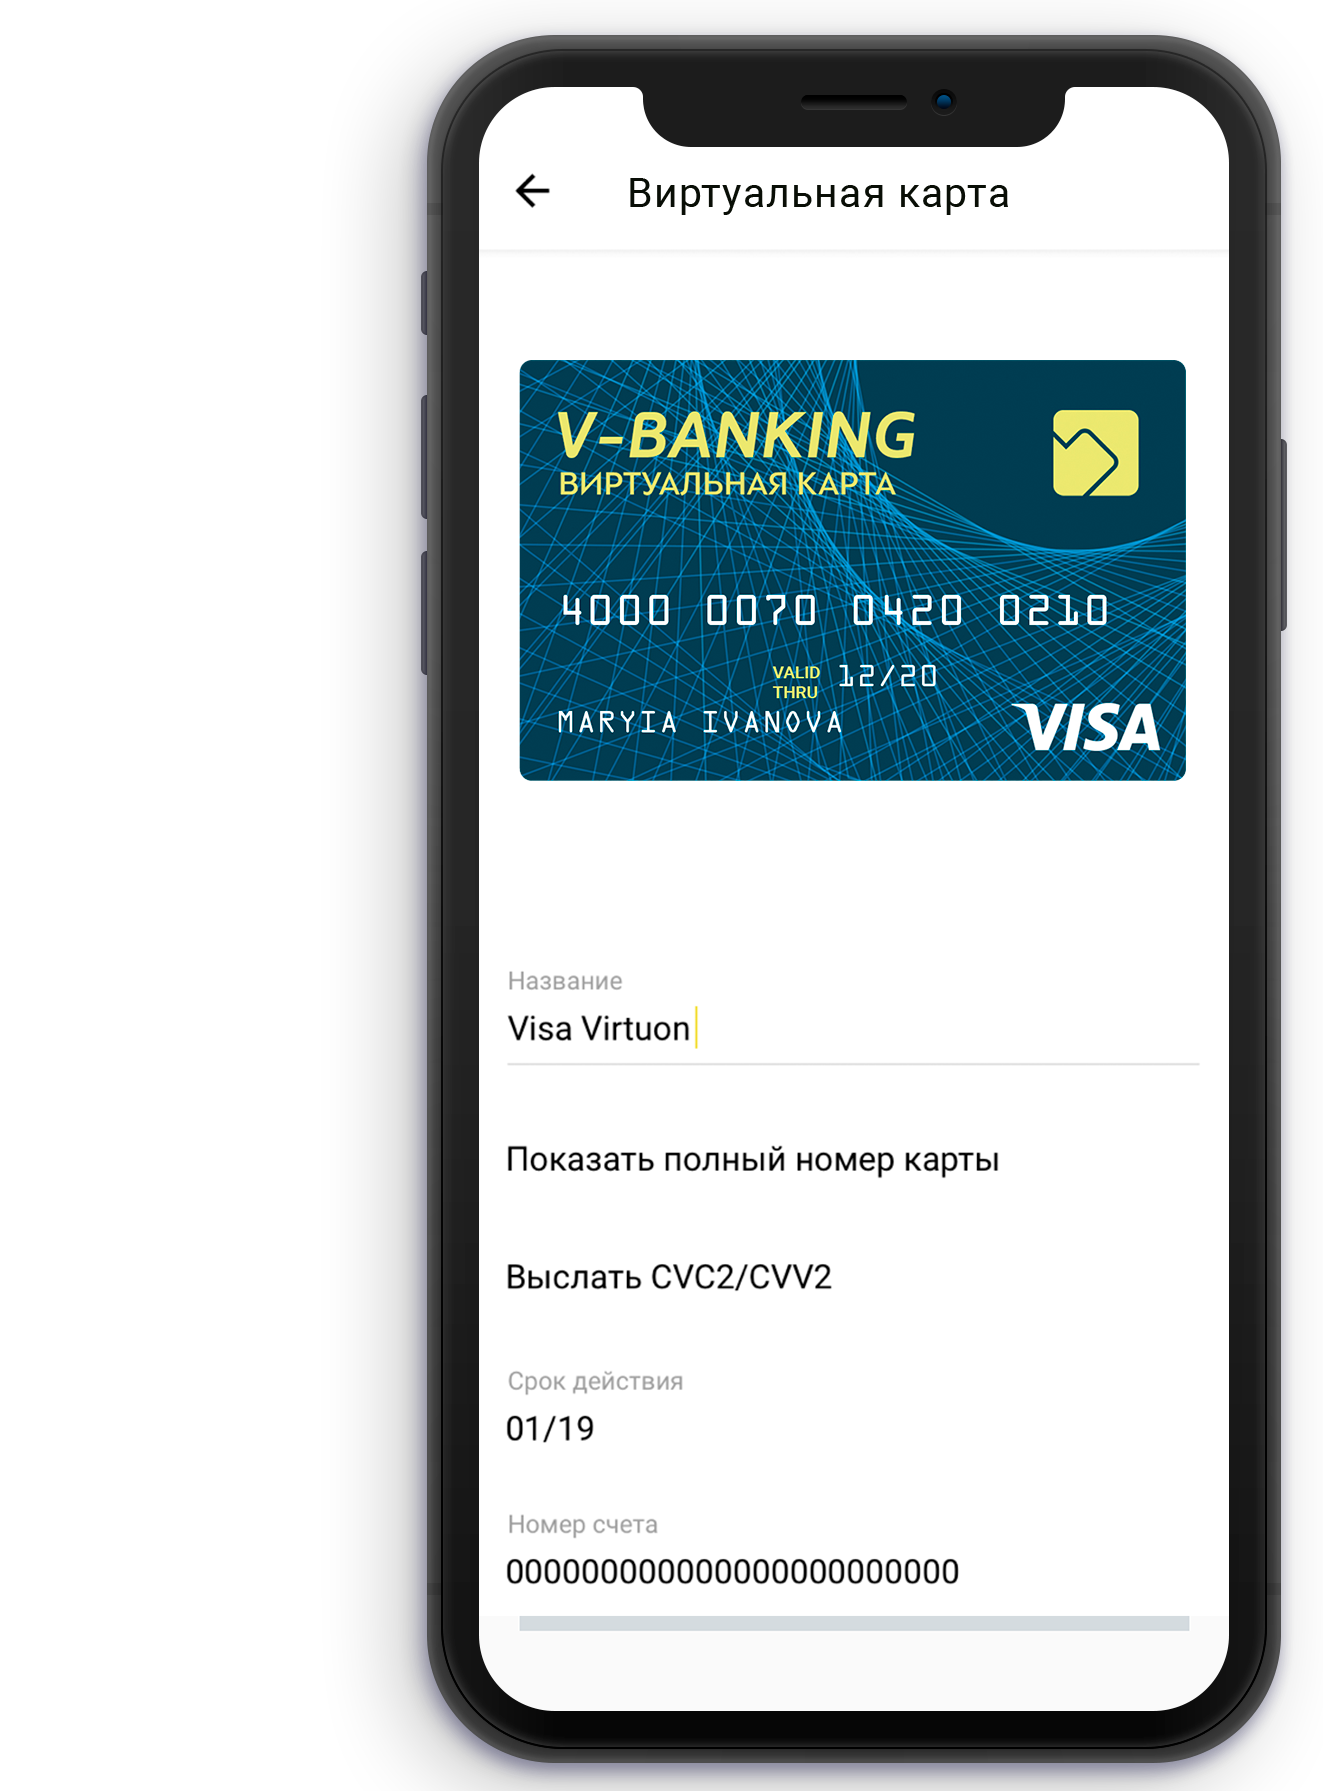 Виртуальная карта
V-BANKING
ВИРТУАЛЬНАЯ КАРТА
4000 0070 0420 0210
VALID THRU 12/20
MARYIA IVANOVA
VISA
Название
Visa Virtuon
Показать полный номер карты
Выслать CVC2/CVV2
Срок действия
01/19
Номер счета
000000000000000000000000